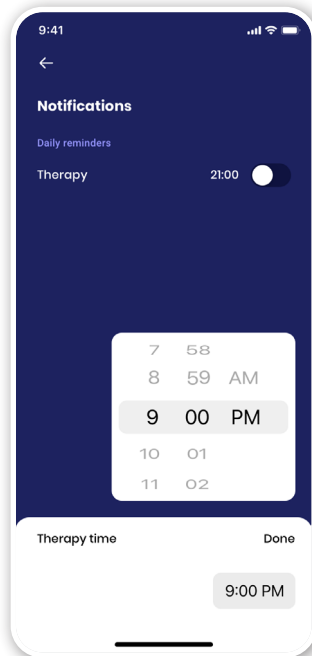 9:41
Notifications
Daily reminders
Therapy 21:00
7 58
8 59 AM
9 00 PM
10 01
11 02
Therapy time Done
9:00 PM